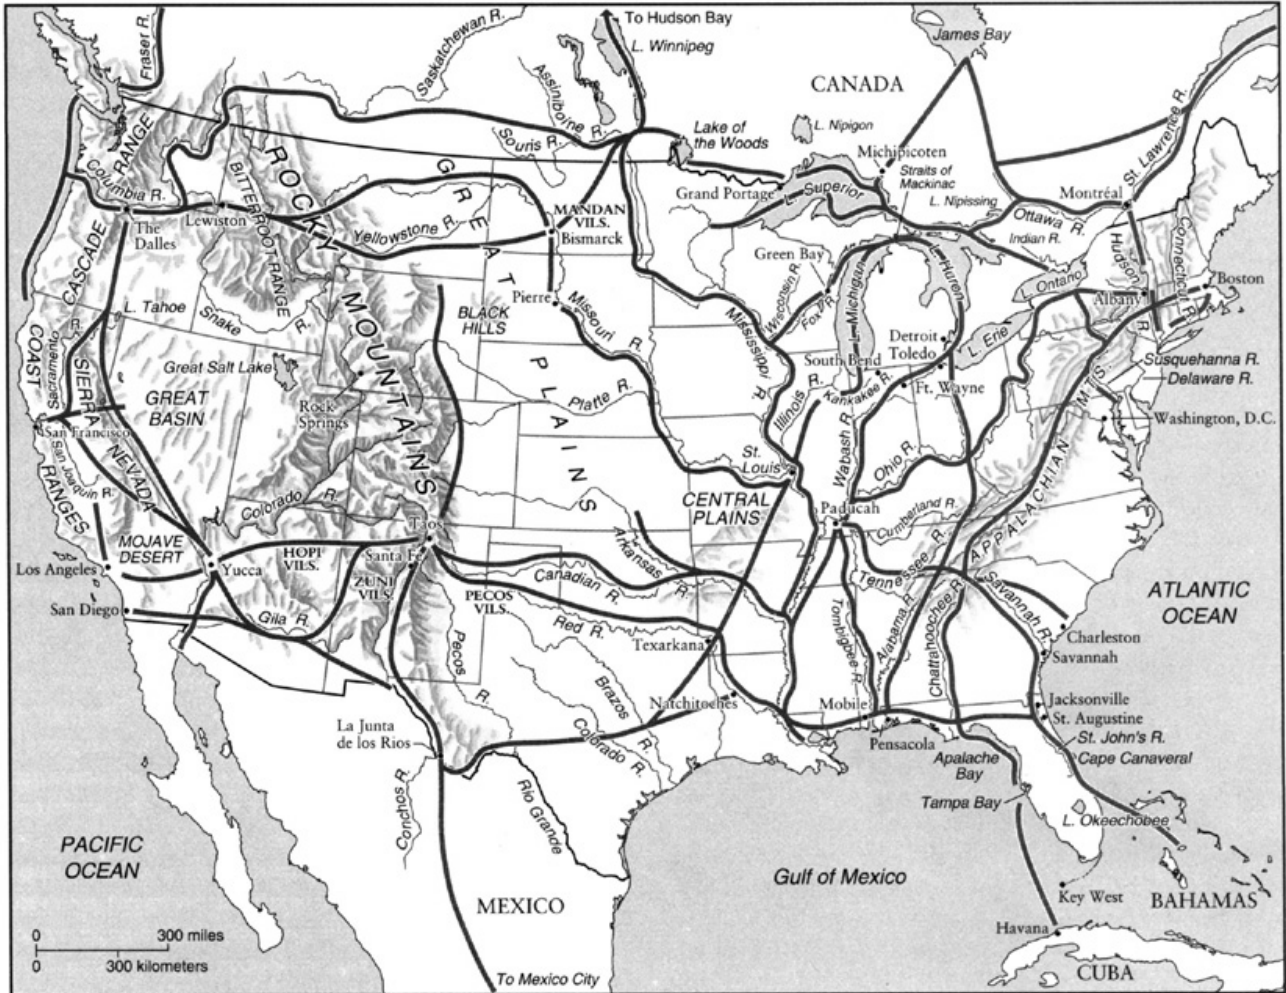 To Hudson Bay
L. Winnipeg
James Bay
Fraser R.
Saskatchewan R.
Assiniboine R.
Souris R.
CANADA
L. Nipigon
Lake of
the Woods
Michipicoten
Straits of
Mackinac
Grand Portage
L. Superior
L. Nipissing
Montréal
St. Lawrence R.
Ottawa R.
Indian R.
Columbia R.
CASCADE RANGE
The
Dalles
Lewiston
BITTERROOT RANGE
ROCKY MOUNTAINS
GREAT PLAINS
Yellowstone R.
MANDAN
VILS.
Bismarck
Green Bay
Wisconsin R.
Fox R.
L. Michigan
L. Huren
Ontano
Hudson R.
Connecticut R.
Albany
Boston
L. Tahoe
Snake R.
Pierre
BLACK
HILLS
Missouri R.
Mississippi R.
Detroit
Toledo
L. Erie
South Bend
Kankakee R.
Ft. Wayne
Susquehanna R.
Delaware R.
Washington, D.C.
COAST RANGES
Sacramento R.
SIERRA NEVADA
Great Salt Lake
GREAT
BASIN
Rock
Springs
Platte R.
Illinois R.
Wabash R.
Ohio R.
APPALACHIAN MTS.
San Francisco
San Joaquin R.
St.
Louis
CENTRAL
PLAINS
Paducah
Cumberland R.
Colorado R.
Taos
MOJAVE
DESERT
HOPI
VILS.
Santa Fe
Arkansas R.
Tennessee R.
Los Angeles
Yucca
ZUNI
VILS.
PECOS
VILS.
Canadian R.
Savannah R.
ATLANTIC
OCEAN
San Diego
Gila R.
Red R.
Texarkana
Tombigbee R.
Alabama R.
Chattahoochee R.
Charleston
Savannah
Pecos R.
Brazos R.
Colorado R.
Natchitoches
Mobile
Pensacola
Jacksonville
St. Augustine
St. John's R.
Cape Canaveral
La Junta
de los Rios
Apalache
Bay
Tampa Bay
Conchos R.
Rio Grande
L. Okeechobee
PACIFIC
OCEAN
Gulf of Mexico
MEXICO
Key West
BAHAMAS
Havana
CUBA
0 300 miles
0 300 kilometers
To Mexico City